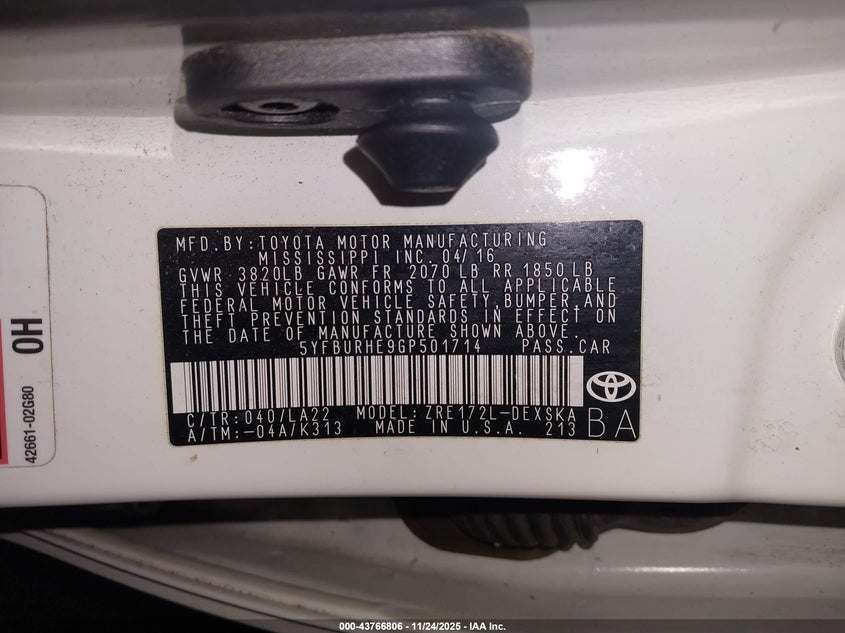 MFD. BY: TOYOTA MOTOR MANUFACTURING
MISSISSIPPI INC. 04/16
GVWR 3820LB GAWR FR 2070 LB RR 1850 LB
THIS VEHICLE CONFORMS TO ALL APPLICABLE
FEDERAL MOTOR VEHICLE SAFETY, BUMPER, AND
THEFT PREVENTION STANDARDS IN EFFECT ON
THE DATE OF MANUFACTURE SHOWN ABOVE.
5YFBURHE9GP501714 PASS. CAR
C/TR: 040/LA22 MODEL: ZRE172L-DEXSKA
A/TM: -04A/K313 MADE IN U.S.A. 213 BA
42661-02G80
0H
000-43766806 - 11/24/2025 - IAA Inc.